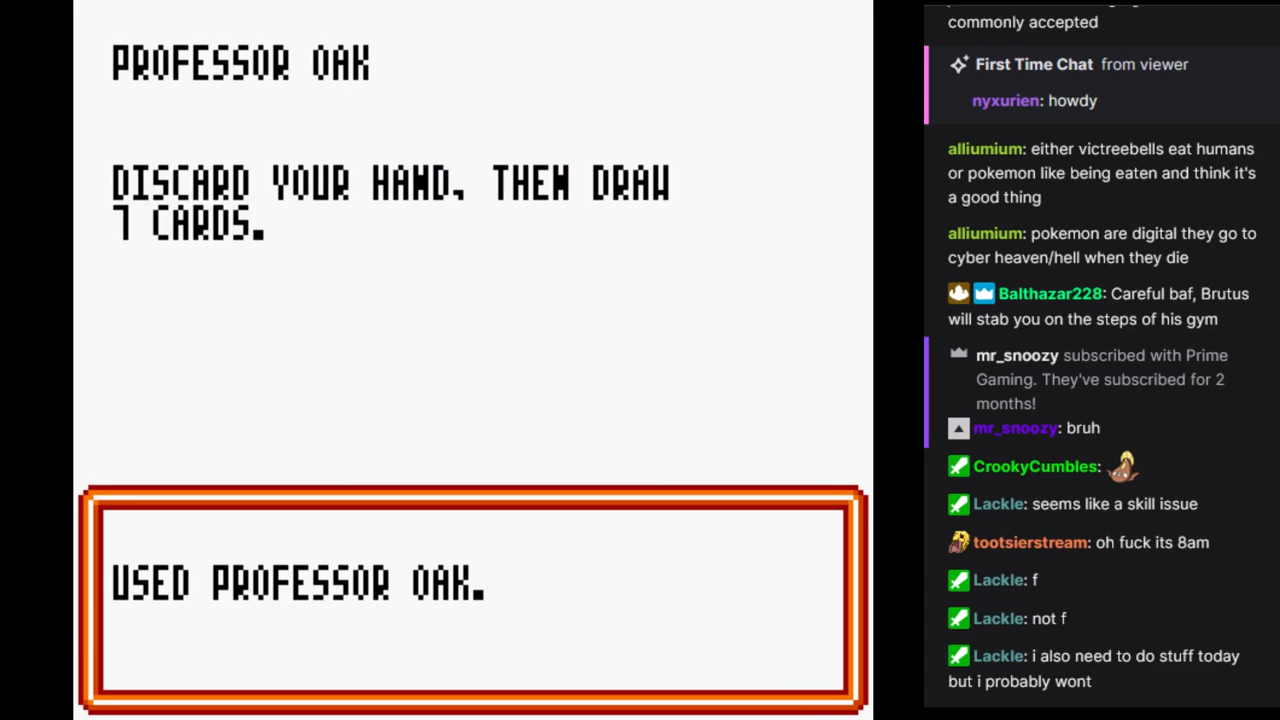 PROFESSOR OAK
DISCARD YOUR HAND, THEN DRAW
7 CARDS.
USED PROFESSOR OAK.
commonly accepted
First Time Chat from viewer
nyxurien: howdy
alliumium: either victreebells eat humans
or pokemon like being eaten and think it's
a good thing
alliumium: pokemon are digital they go to
cyber heaven/hell when they die
Balthazar228: Careful baf, Brutus
will stab you on the steps of his gym
mr_snoozy subscribed with Prime
Gaming. They've subscribed for 2
months!
mr_snoozy: bruh
CrookyCumbles:
Lackle: seems like a skill issue
tootsierstream: oh fuck its 8am
Lackle: f
Lackle: not f
Lackle: i also need to do stuff today
but i probably wont